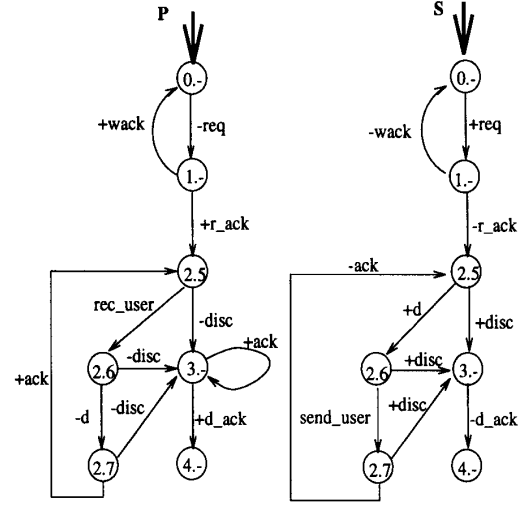 P
0.-
+wack
-req
1.-
+r_ack
2.5
rec_user
-disc
+ack
2.6
-disc
3.-
+ack
-d
-disc
+d_ack
2.7
4.-
S
0.-
-wack
+req
1.-
-r_ack
-ack
2.5
+d
+disc
2.6
+disc
3.-
send_user
+disc
-d_ack
2.7
4.-